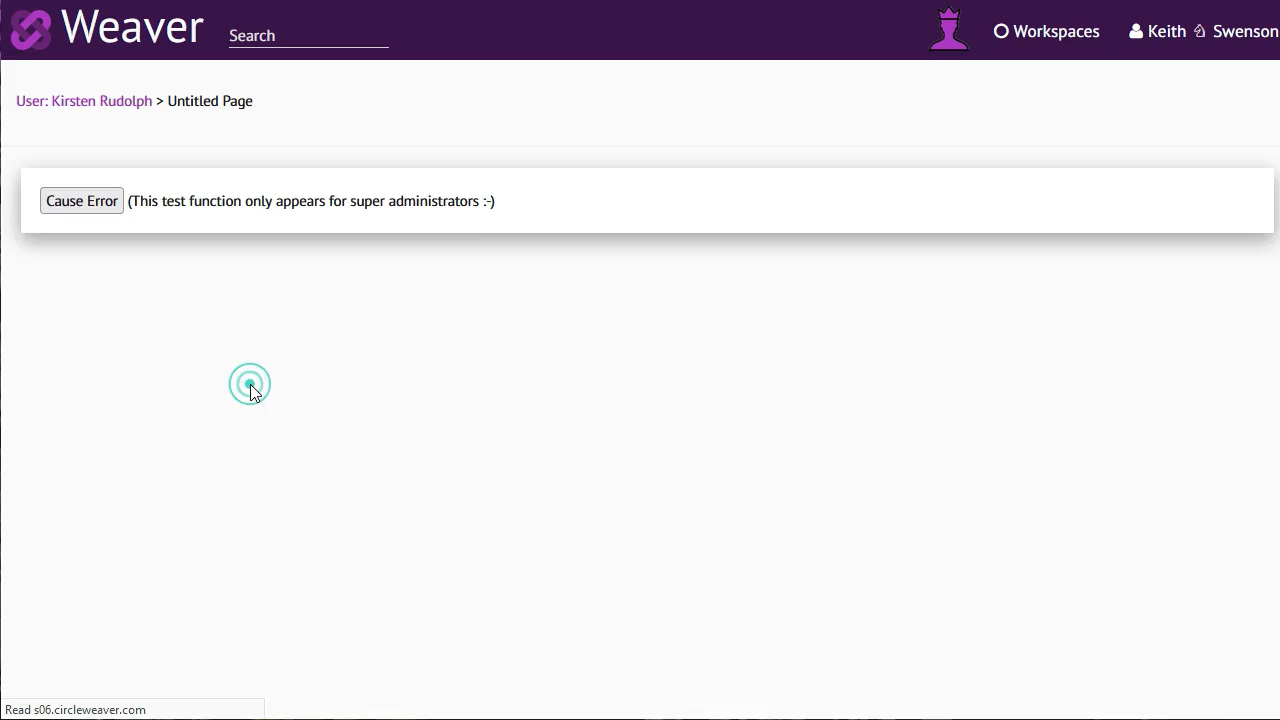 Weaver
Search
Workspaces
Keith ♘ Swenson
User: Kirsten Rudolph > Untitled Page
Cause Error (This test function only appears for super administrators :-)
Read s06.circleweaver.com